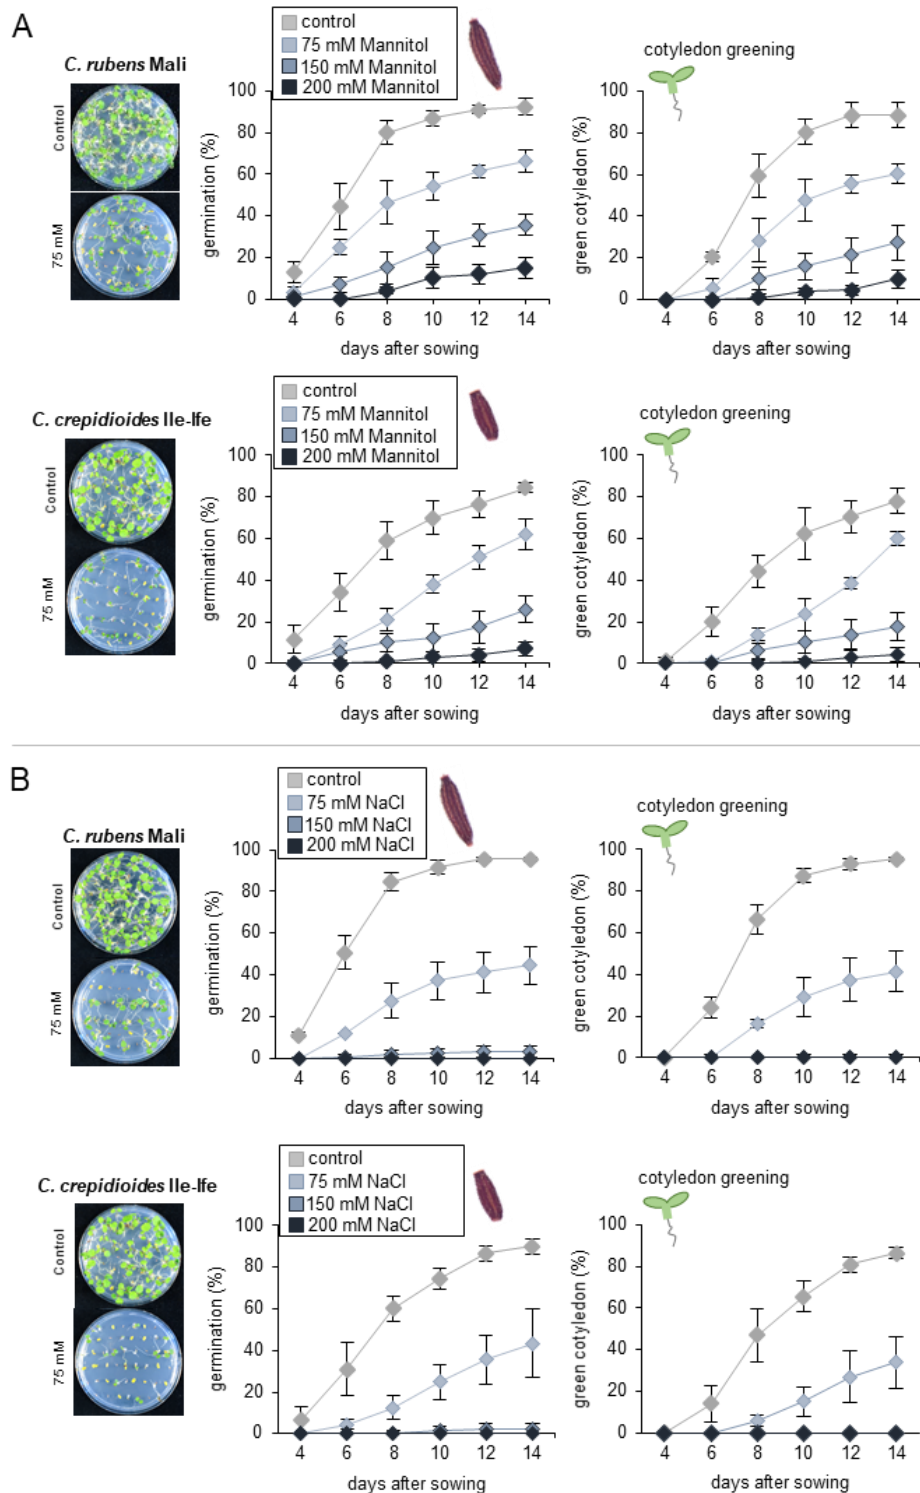 A
C. rubens Mali
Control
75 mM
control
75 mM Mannitol
150 mM Mannitol
200 mM Mannitol
germination (%)
100
80
60
40
20
0
4 6 8 10 12 14
days after sowing
cotyledon greening
green cotyledon (%)
100
80
60
40
20
0
4 6 8 10 12 14
days after sowing
C. crepidioides Ile-Ife
Control
75 mM
control
75 mM Mannitol
150 mM Mannitol
200 mM Mannitol
germination (%)
100
80
60
40
20
0
4 6 8 10 12 14
days after sowing
cotyledon greening
green cotyledon (%)
100
80
60
40
20
0
4 6 8 10 12 14
days after sowing
B
C. rubens Mali
Control
75 mM
control
75 mM NaCl
150 mM NaCl
200 mM NaCl
germination (%)
100
80
60
40
20
0
4 6 8 10 12 14
days after sowing
cotyledon greening
green cotyledon (%)
100
80
60
40
20
0
4 6 8 10 12 14
days after sowing
C. crepidioides Ile-Ife
Control
75 mM
control
75 mM NaCl
150 mM NaCl
200 mM NaCl
germination (%)
100
80
60
40
20
0
4 6 8 10 12 14
days after sowing
cotyledon greening
green cotyledon (%)
100
80
60
40
20
0
4 6 8 10 12 14
days after sowing